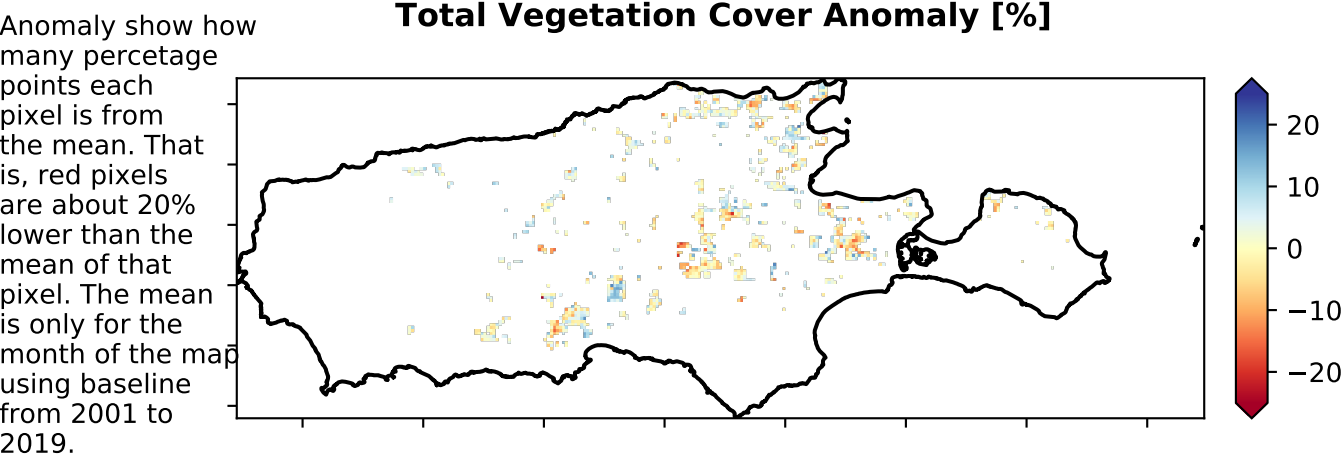 Total Vegetation Cover Anomaly [%]
Anomaly show how
many percetage
points each
pixel is from
the mean. That
is, red pixels
are about 20%
lower than the
mean of that
pixel. The mean
is only for the
month of the map
using baseline
from 2001 to
2019.
20
10
0
−10
−20